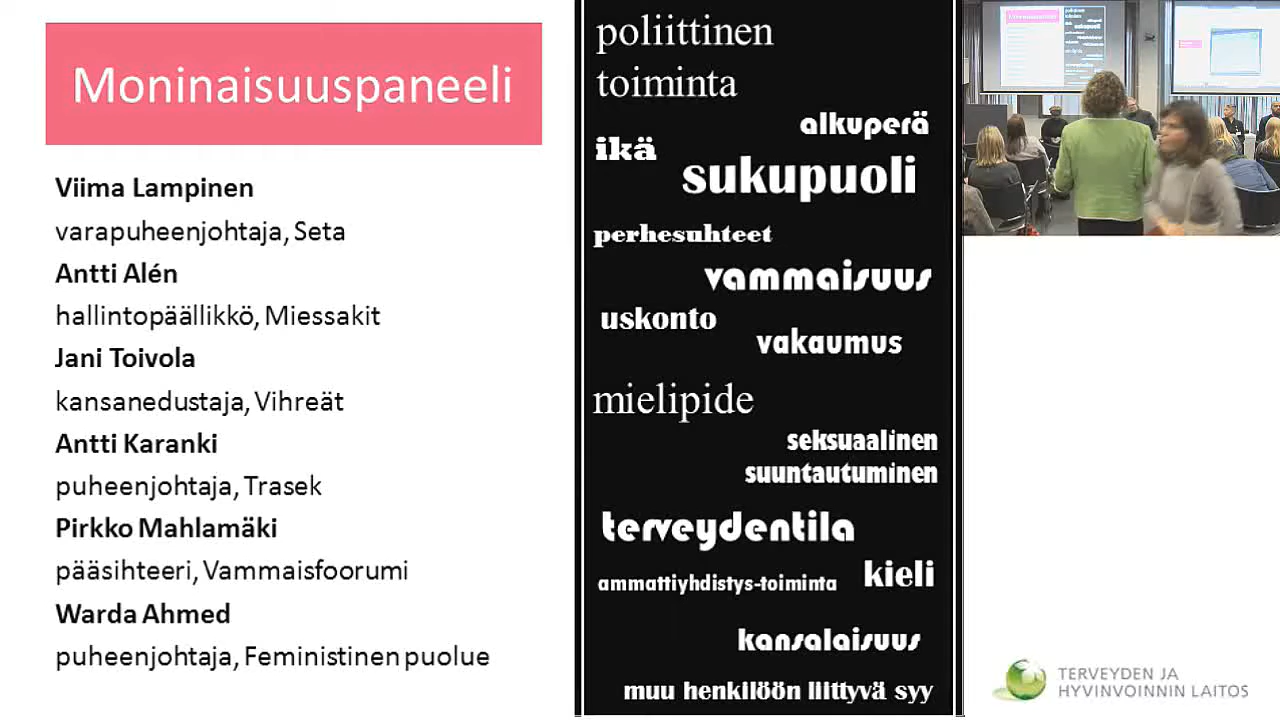 Moninaisuuspaneeli
Viima Lampinen
varapuheenjohtaja, Seta
Antti Alén
hallintopäällikkö, Miessakit
Jani Toivola
kansanedustaja, Vihreät
Antti Karanki
puheenjohtaja, Trasek
Pirkko Mahlamäki
pääsihteeri, Vammaisfoorumi
Warda Ahmed
puheenjohtaja, Feministinen puolue
poliittinen
toiminta
alkuperä
ikä
sukupuoli
perhesuhteet
vammaisuus
uskonto
vakaumus
mielipide
seksuaalinen
suuntautuminen
terveydentila
ammattiyhdistys-toiminta
kieli
kansalaisuus
muu henkilöön liittyvä syy
TERVEYDEN JA
HYVINVOINNIN LAITOS